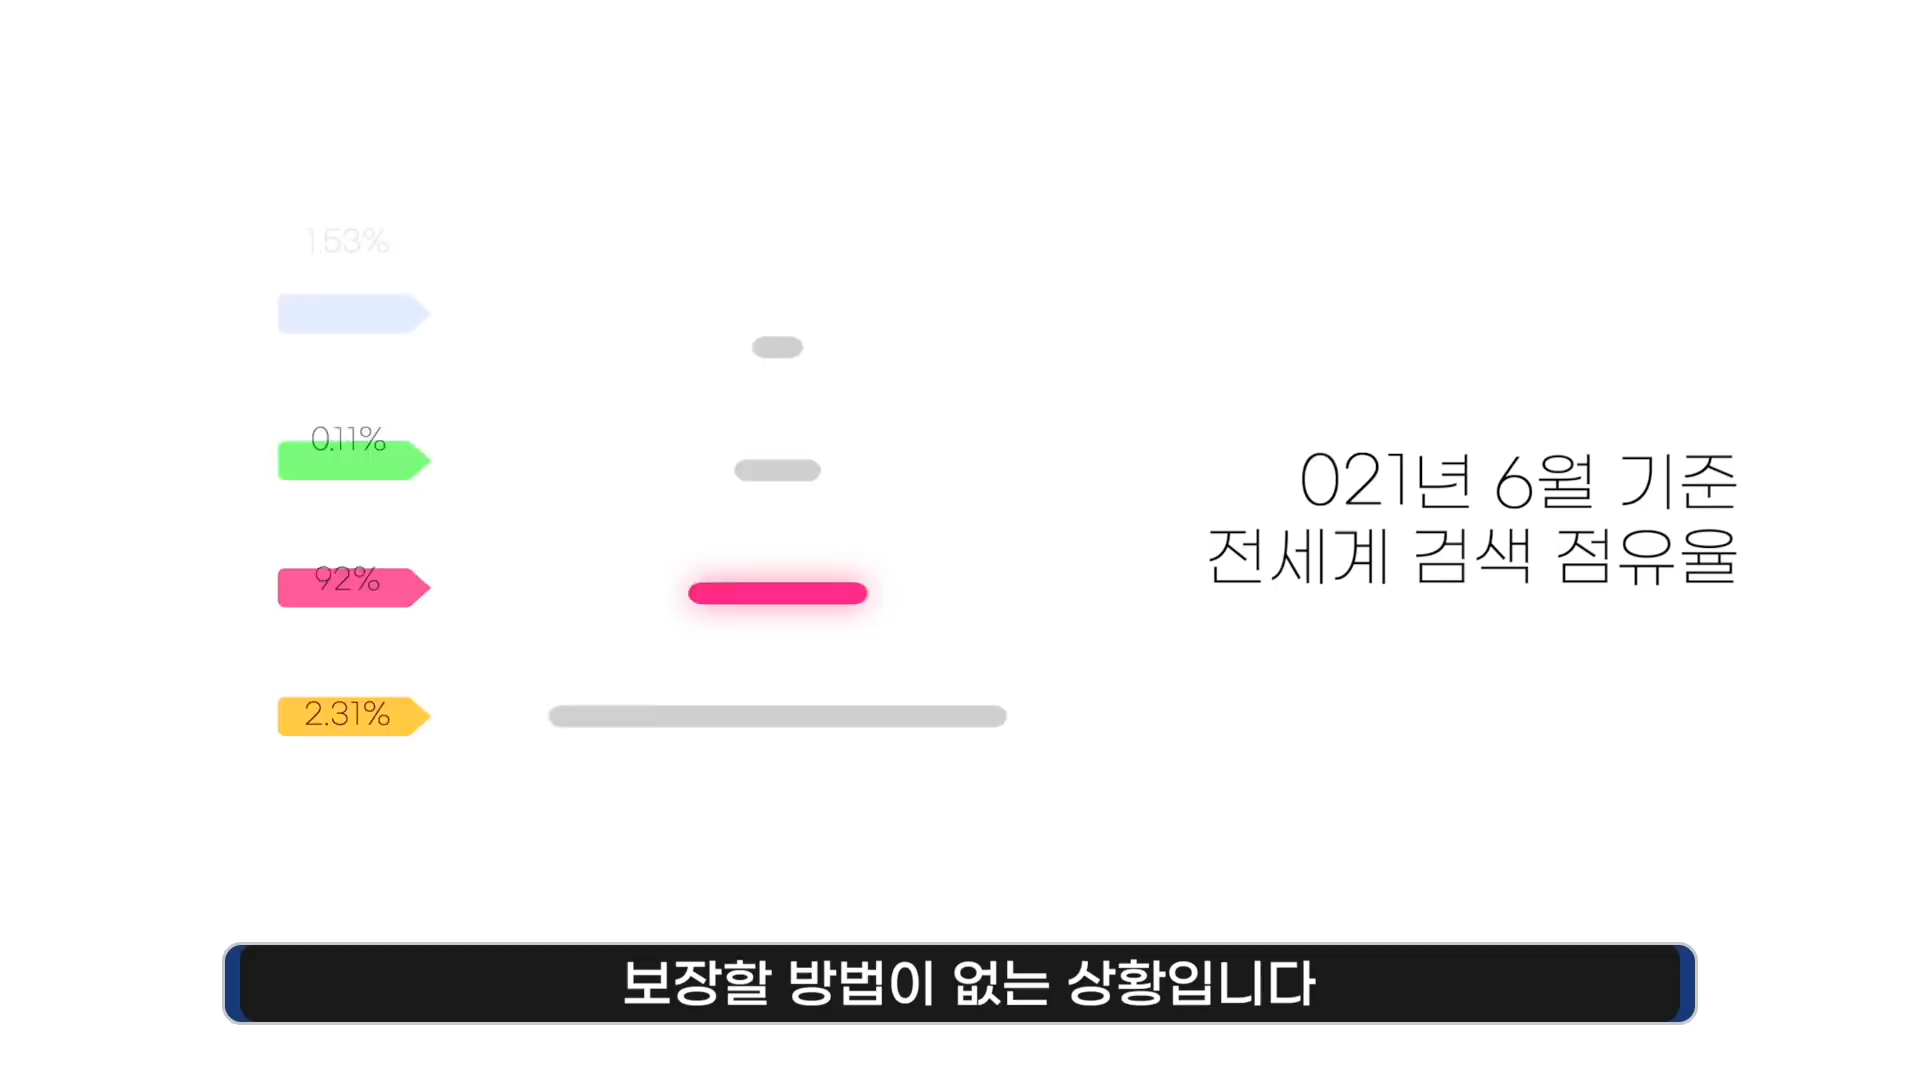 1.53%
0.11%
92%
2.31%
021년 6월 기준
전세계 검색 점유율
보장할 방법이 없는 상황입니다